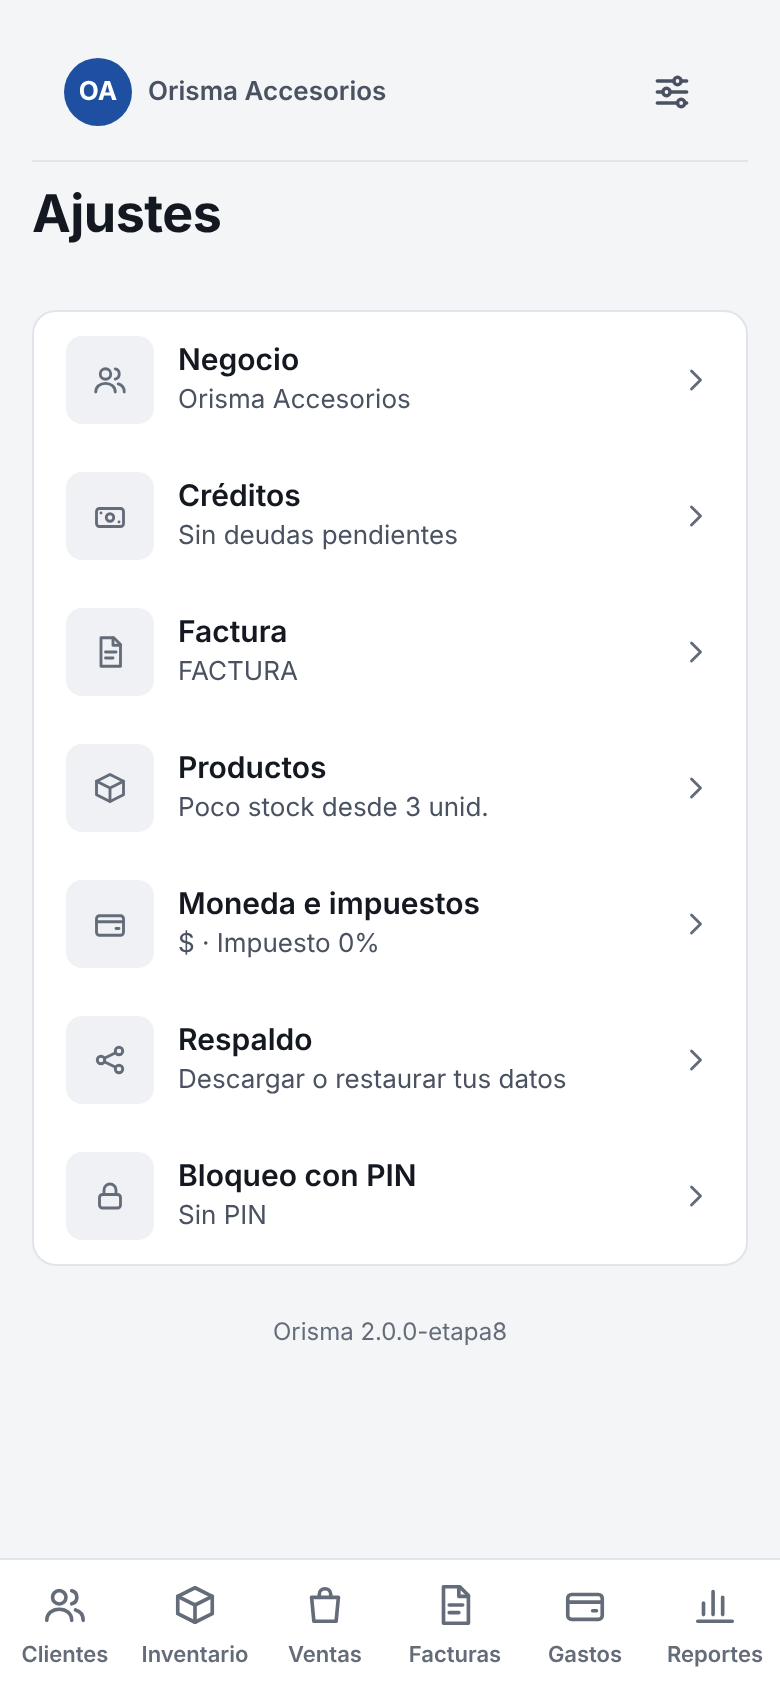 OA Orisma Accesorios
Ajustes
Negocio
Orisma Accesorios
Créditos
Sin deudas pendientes
Factura
FACTURA
Productos
Poco stock desde 3 unid.
Moneda e impuestos
$ · Impuesto 0%
Respaldo
Descargar o restaurar tus datos
Bloqueo con PIN
Sin PIN
Orisma 2.0.0-etapa8
Clientes Inventario Ventas Facturas Gastos Reportes